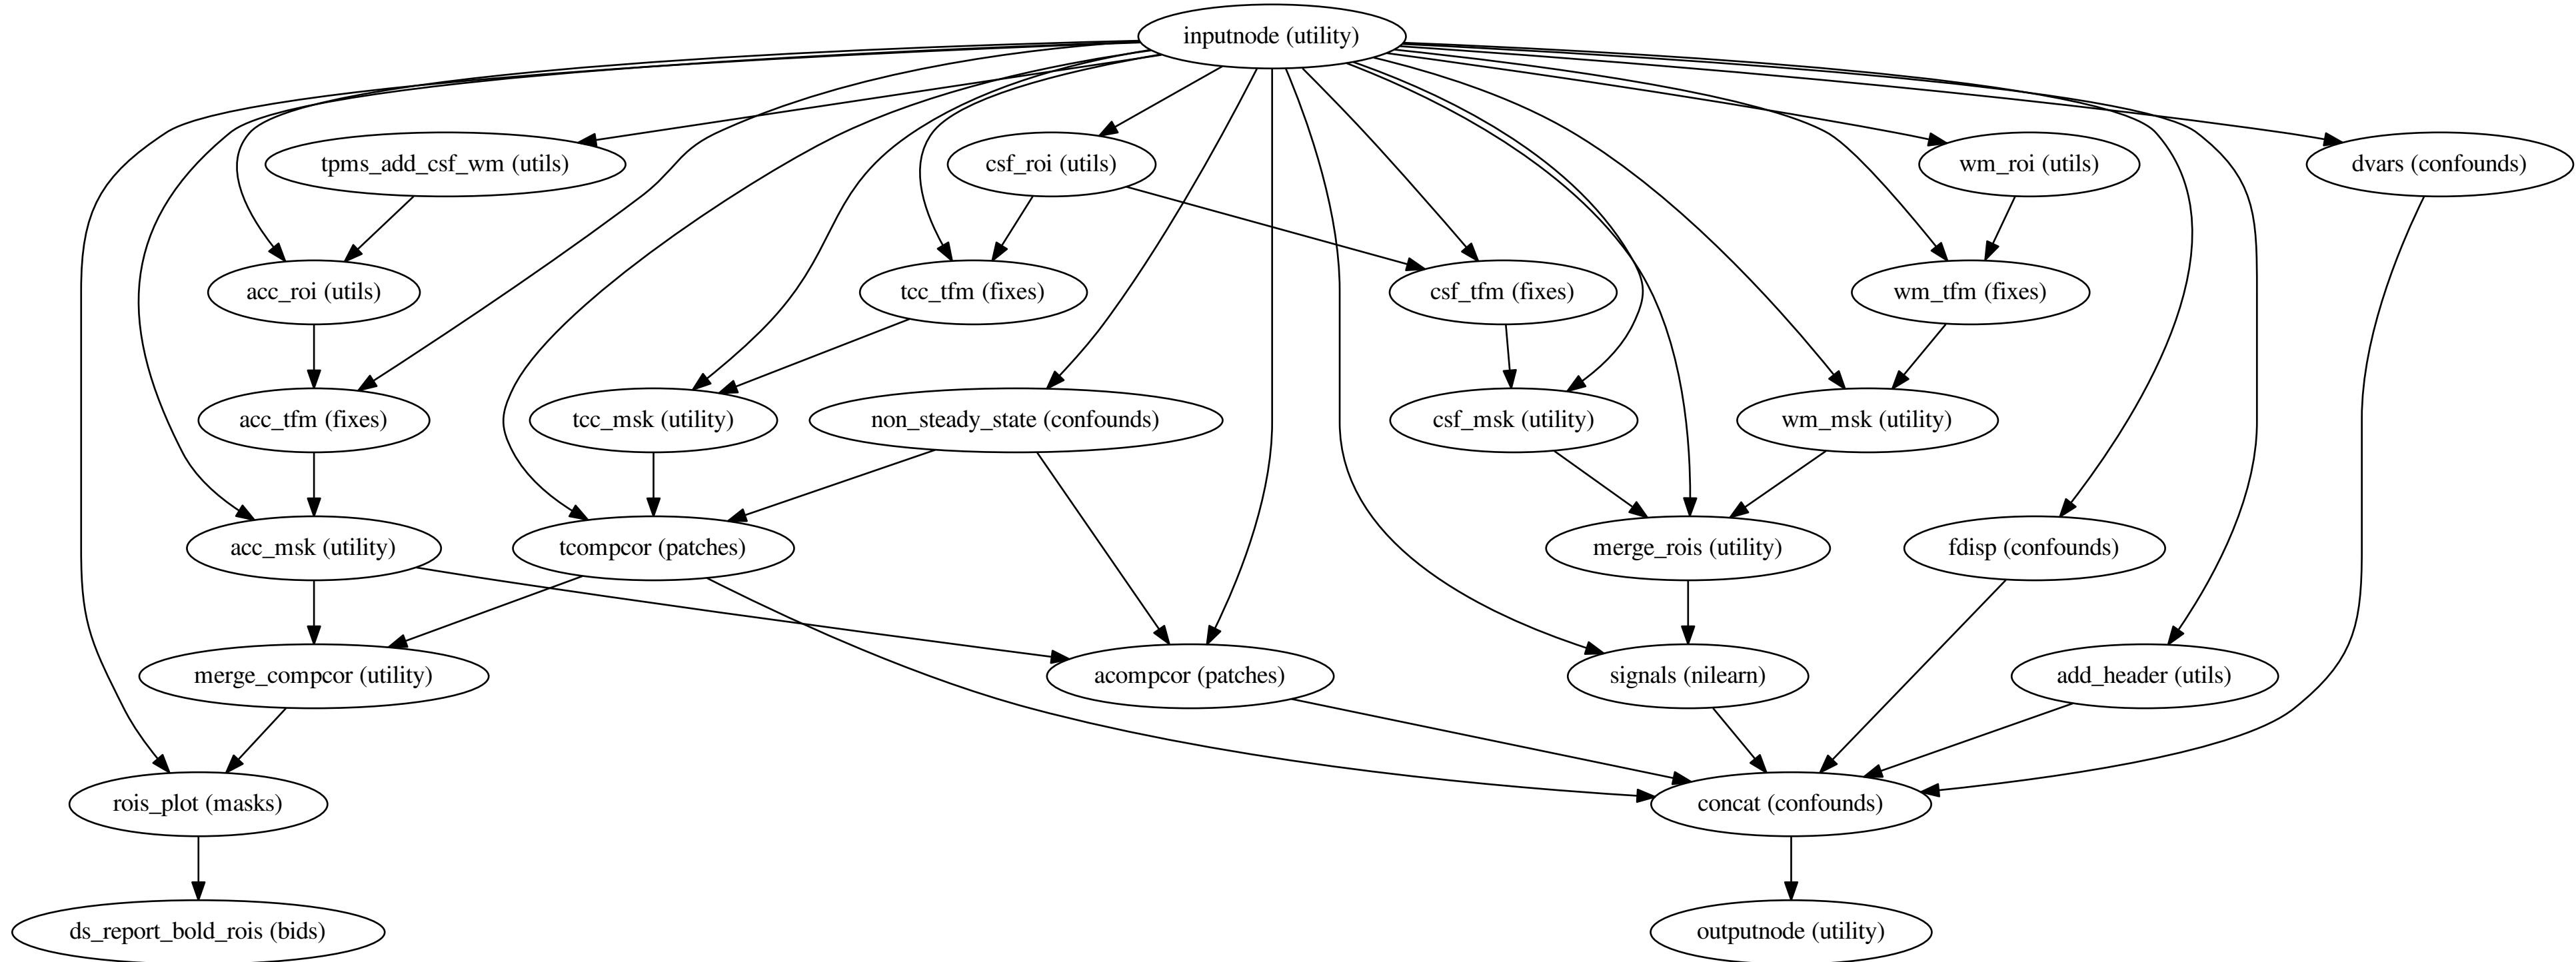 inputnode (utility)
tpms_add_csf_wm (utils)
csf_roi (utils)
wm_roi (utils)
dvars (confounds)
acc_roi (utils)
tcc_tfm (fixes)
csf_tfm (fixes)
wm_tfm (fixes)
acc_tfm (fixes)
tcc_msk (utility)
non_steady_state (confounds)
csf_msk (utility)
wm_msk (utility)
acc_msk (utility)
tcompcor (patches)
merge_rois (utility)
fdisp (confounds)
merge_compcor (utility)
acompcor (patches)
signals (nilearn)
add_header (utils)
rois_plot (masks)
concat (confounds)
ds_report_bold_rois (bids)
outputnode (utility)